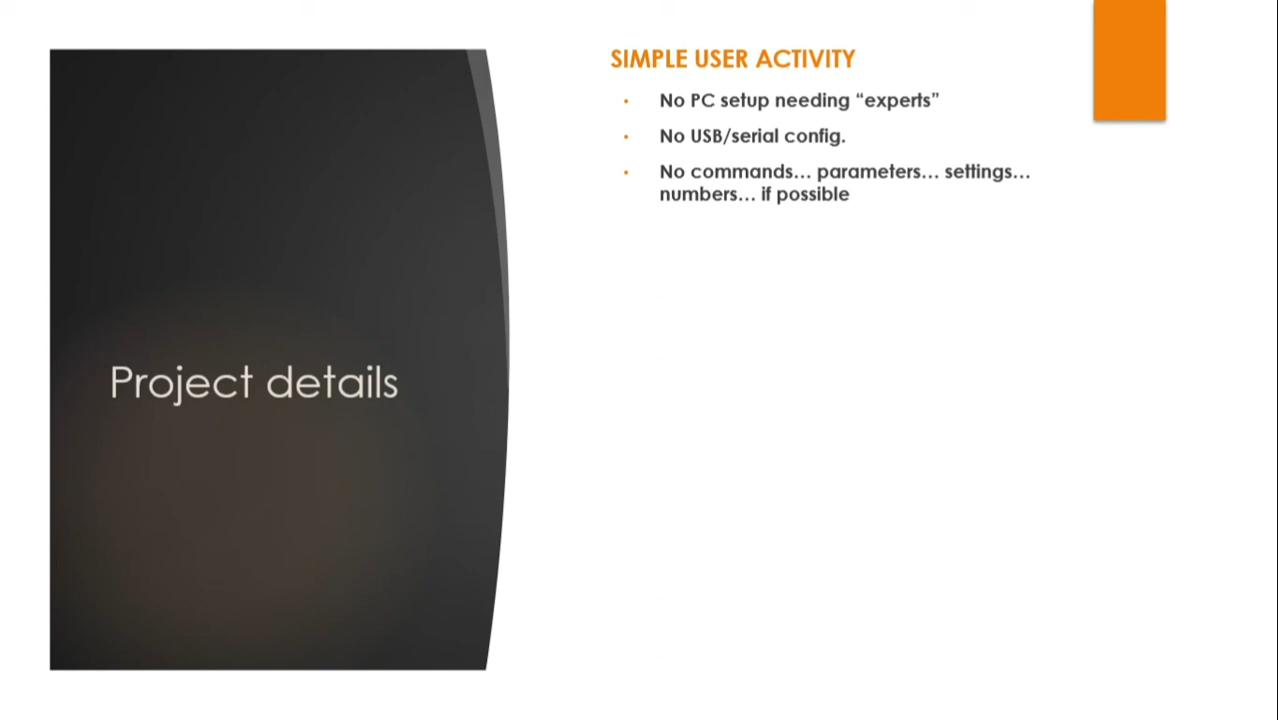 SIMPLE USER ACTIVITY
• No PC setup needing “experts”
• No USB/serial config.
• No commands… parameters… settings…
numbers… if possible
Project details